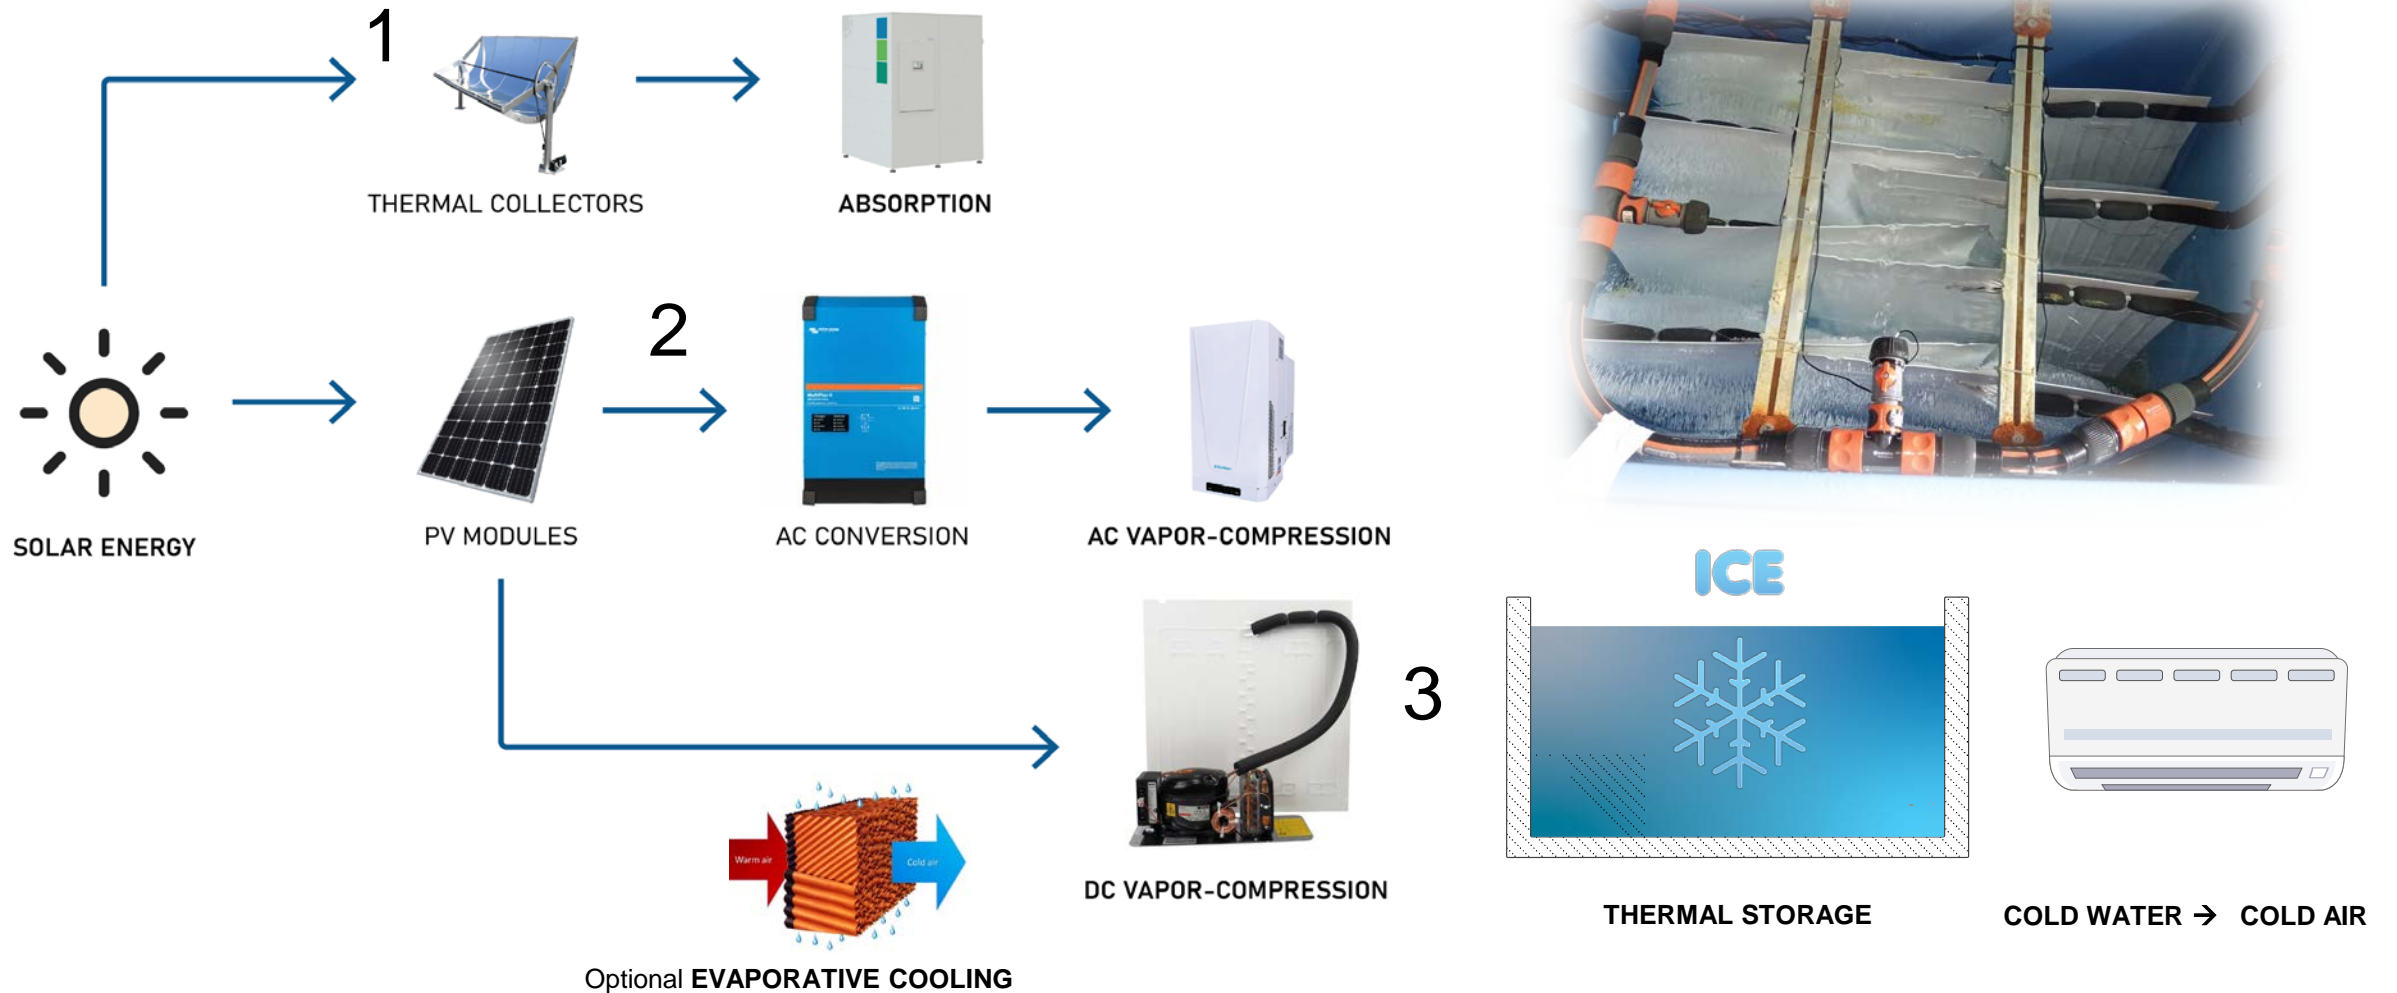 1
THERMAL COLLECTORS
ABSORPTION
2
SOLAR ENERGY
PV MODULES
AC CONVERSION
AC VAPOR-COMPRESSION
ICE
3
Warm air
Cold air
DC VAPOR-COMPRESSION
THERMAL STORAGE
COLD WATER → COLD AIR
Optional EVAPORATIVE COOLING